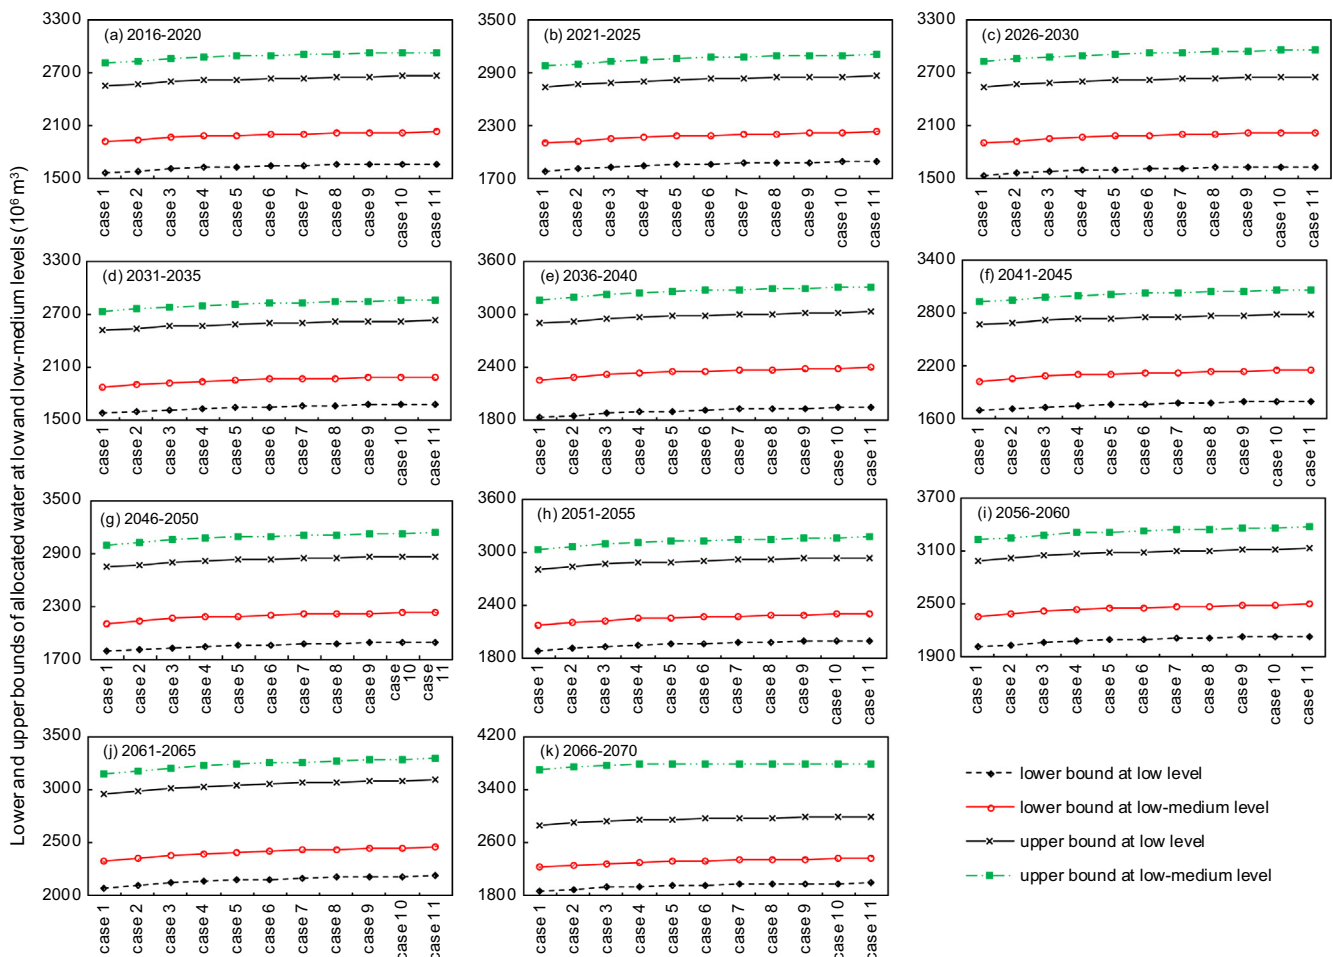 Lower and upper bounds of allocated water at low and low-medium levels (10⁶ m³)
(a) 2016-2020
3300
2700
2100
1500
case 1
case 2
case 3
case 4
case 5
case 6
case 7
case 8
case 9
case 10
case 11
(b) 2021-2025
3500
2900
2300
1700
case 1
case 2
case 3
case 4
case 5
case 6
case 7
case 8
case 9
case 10
case 11
(c) 2026-2030
3300
2700
2100
1500
case 1
case 2
case 3
case 4
case 5
case 6
case 7
case 8
case 9
case 10
case 11
(d) 2031-2035
3300
2700
2100
1500
case 1
case 2
case 3
case 4
case 5
case 6
case 7
case 8
case 9
case 10
case 11
(e) 2036-2040
3600
3000
2400
1800
case 1
case 2
case 3
case 4
case 5
case 6
case 7
case 8
case 9
case 10
case 11
(f) 2041-2045
3400
2800
2200
1600
case 1
case 2
case 3
case 4
case 5
case 6
case 7
case 8
case 9
case 10
case 11
(g) 2046-2050
3500
2900
2300
1700
case 1
case 2
case 3
case 4
case 5
case 6
case 7
case 8
case 9
case
10
case
11
(h) 2051-2055
3600
3000
2400
1800
case 1
case 2
case 3
case 4
case 5
case 6
case 7
case 8
case 9
case 10
case 11
(i) 2056-2060
3700
3100
2500
1900
case 1
case 2
case 3
case 4
case 5
case 6
case 7
case 8
case 9
case 10
case 11
(j) 2061-2065
3500
3000
2500
2000
case 1
case 2
case 3
case 4
case 5
case 6
case 7
case 8
case 9
case 10
case 11
(k) 2066-2070
4200
3400
2600
1800
case 1
case 2
case 3
case 4
case 5
case 6
case 7
case 8
case 9
case 10
case 11
lower bound at low level
lower bound at low-medium level
upper bound at low level
upper bound at low-medium level